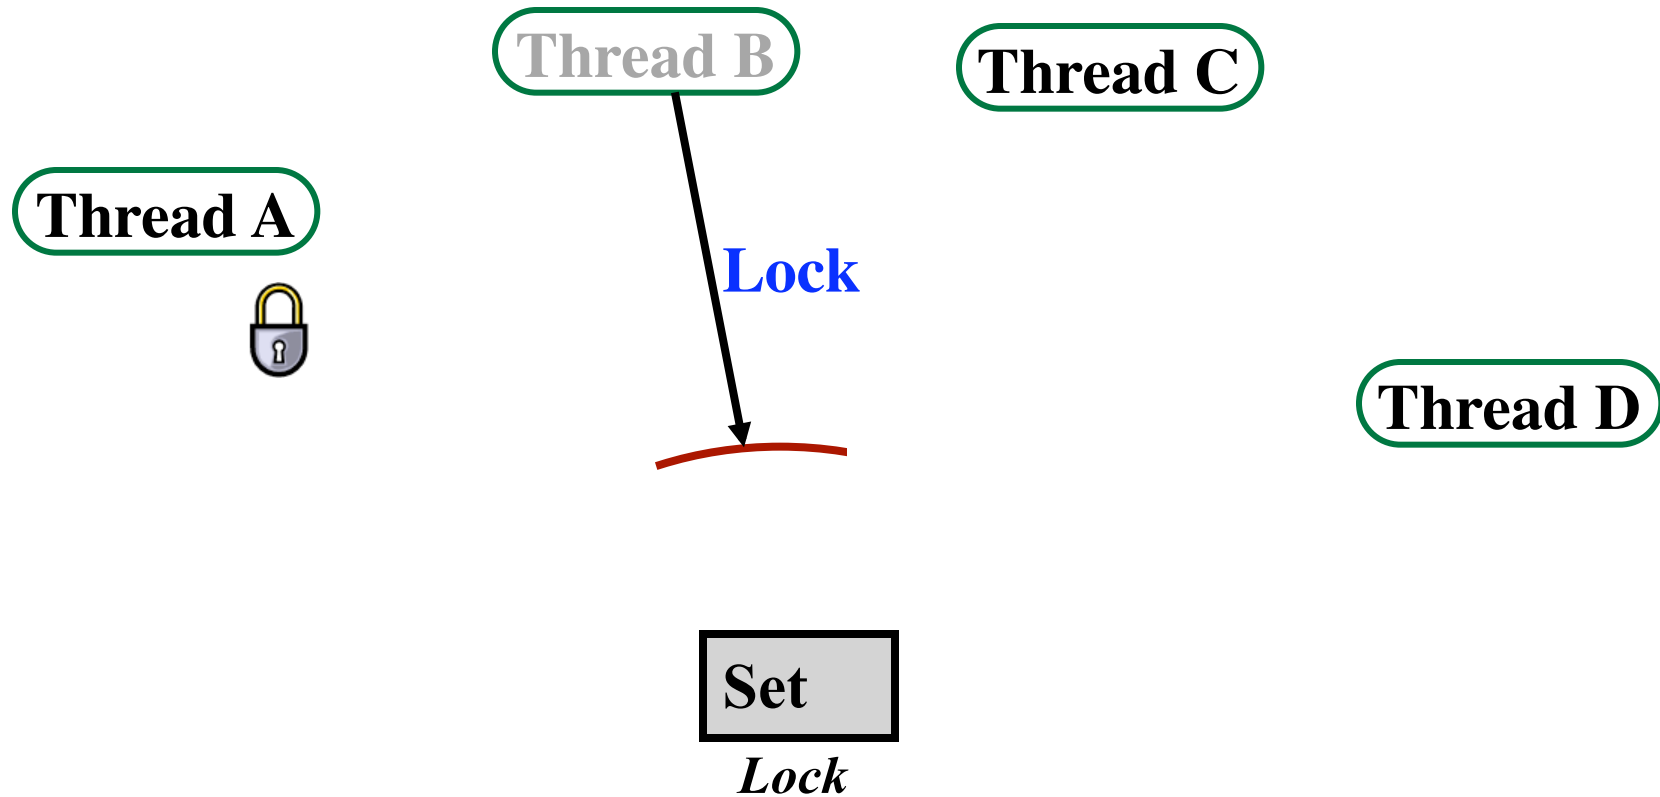 Thread B
Thread C
Thread A
Lock
Thread D
Set
Lock